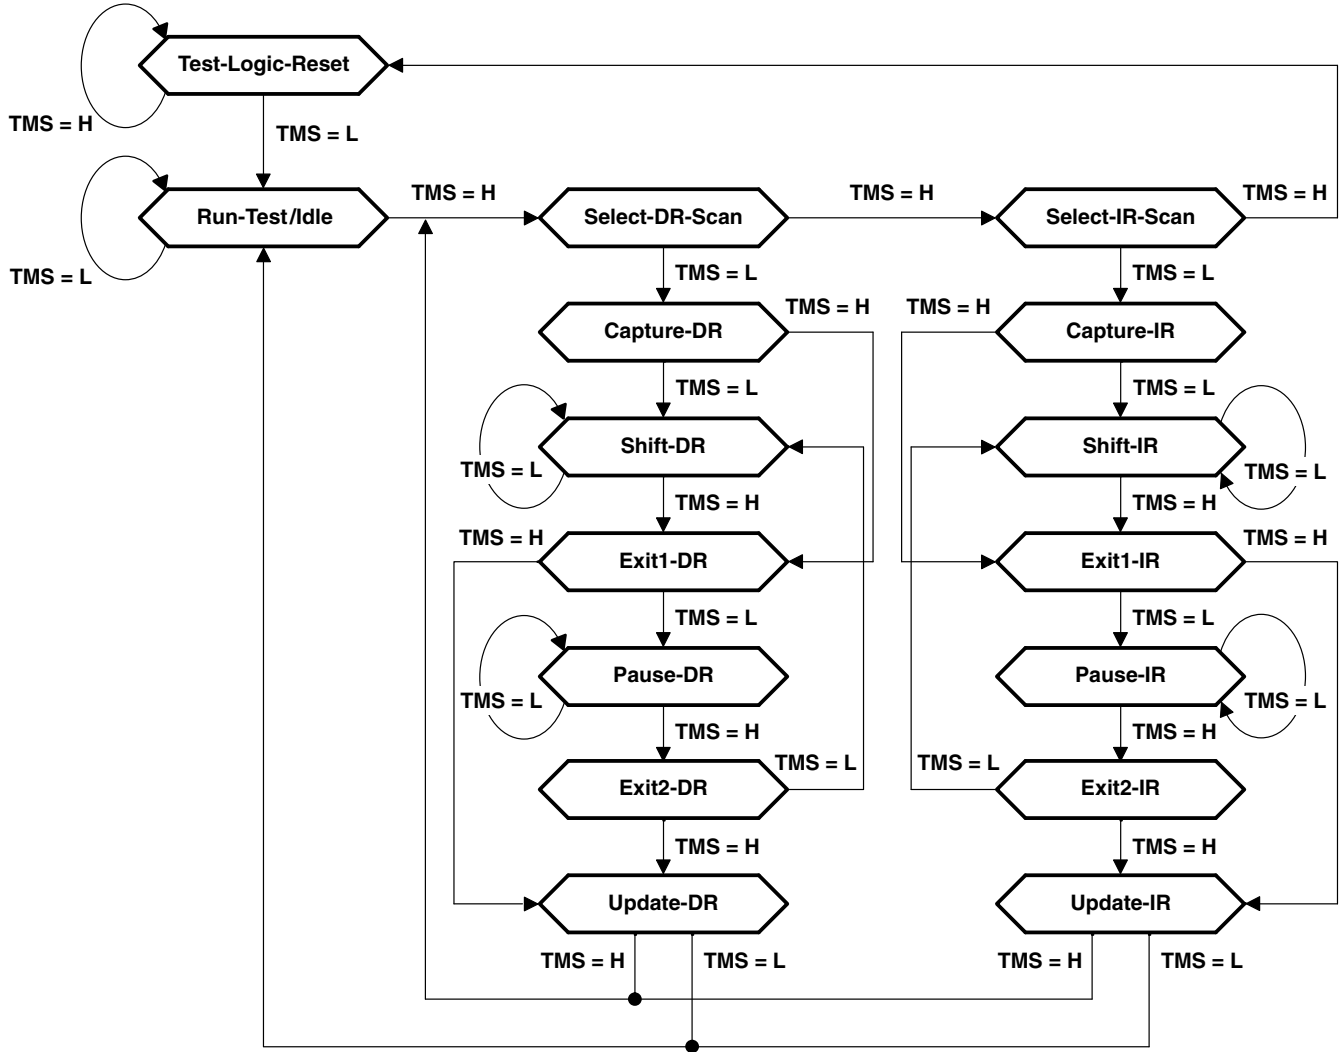 Test-Logic-Reset
TMS = H
TMS = L
TMS = H
TMS = H
TMS = H
Run-Test/Idle
Select-DR-Scan
Select-IR-Scan
TMS = L
TMS = L
TMS = L
TMS = H
TMS = H
Capture-DR
Capture-IR
TMS = L
TMS = L
Shift-DR
Shift-IR
TMS = L
TMS = L
TMS = H
TMS = H
TMS = H
TMS = H
Exit1-DR
Exit1-IR
TMS = L
TMS = L
Pause-DR
Pause-IR
TMS = L
TMS = L
TMS = H
TMS = H
TMS = L
TMS = L
Exit2-DR
Exit2-IR
TMS = H
TMS = H
Update-DR
Update-IR
TMS = H
TMS = L
TMS = H
TMS = L